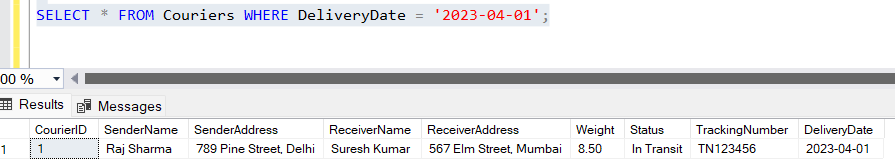 SELECT * FROM Couriers WHERE DeliveryDate = '2023-04-01';
00 %
Results Messages
CourierID SenderName SenderAddress ReceiverName ReceiverAddress Weight Status TrackingNumber DeliveryDate
1 1 Raj Sharma 789 Pine Street, Delhi Suresh Kumar 567 Elm Street, Mumbai 8.50 In Transit TN123456 2023-04-01